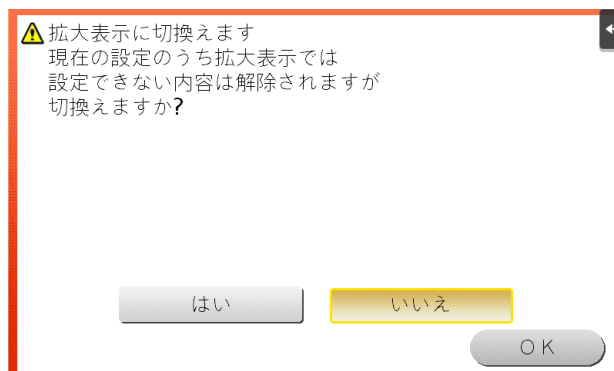 拡大表示に切換えます
現在の設定のうち拡大表示では
設定できない内容は解除されますが
切換えますか?
はい
いいえ
ＯＫ